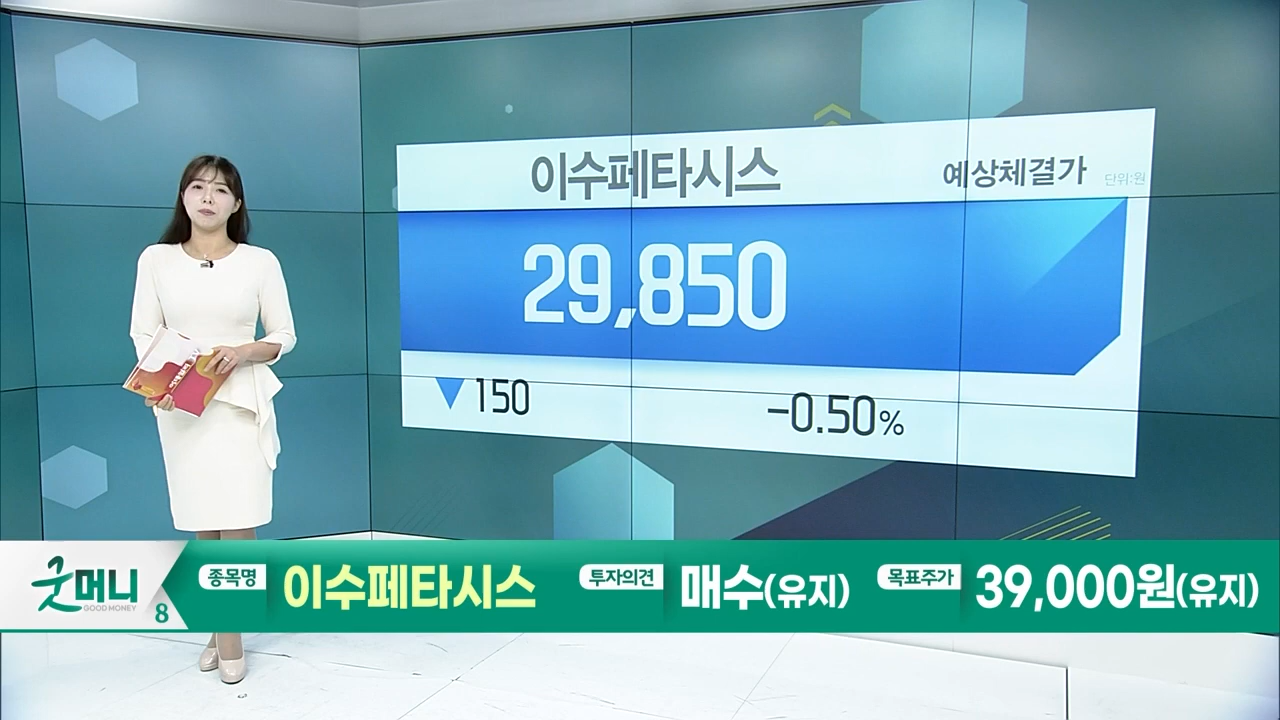 이수페타시스
예상체결가
단위:원
29,850
▼150
-0.50%
굿머니
GOOD MONEY
8
종목명
이수페타시스
투자의견
매수(유지)
목표주가
39,000원(유지)